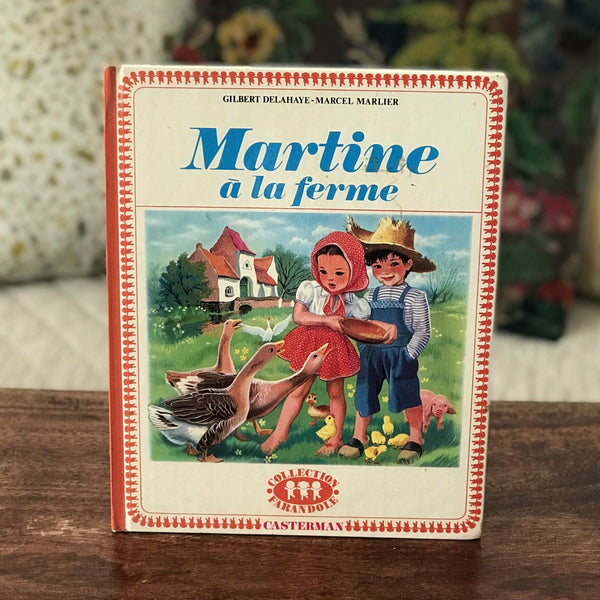 GILBERT DELAHAYE-MARCEL MARLIER
Martine
à la ferme
COLLECTION
FARANDOLE
CASTERMAN